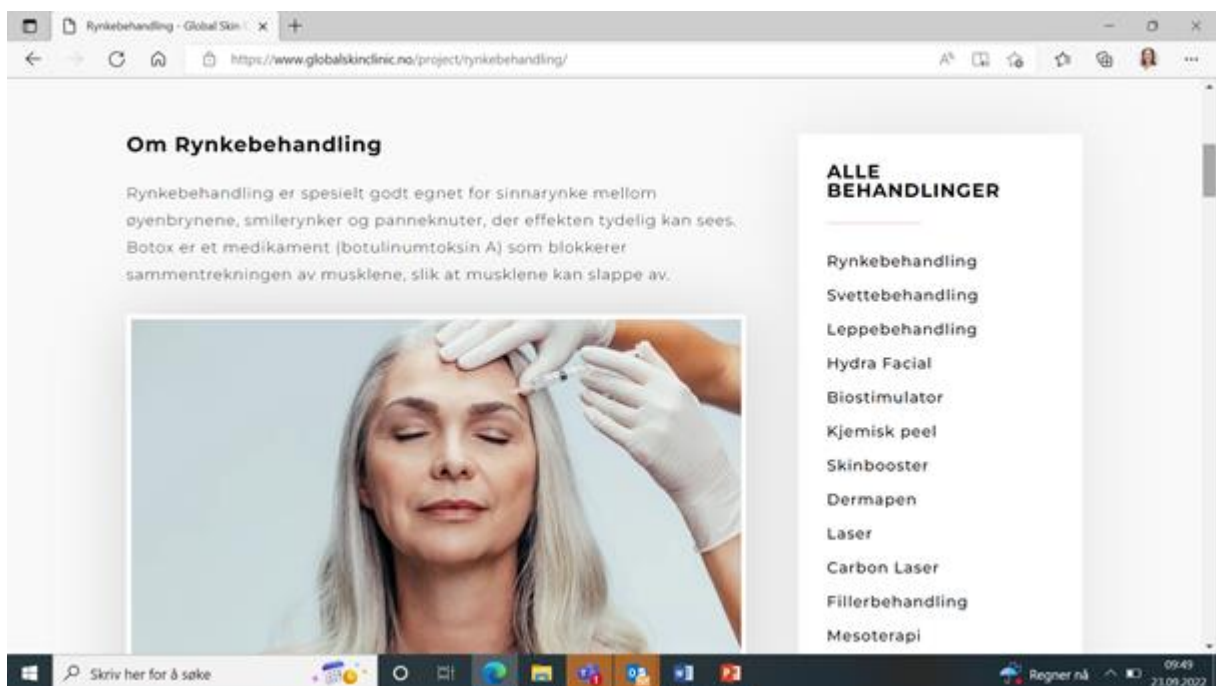 Rynkebehandling - Global Skin
https://www.globalskinclinic.no/project/rynkebehandling/
Om Rynkebehandling
Rynkebehandling er spesielt godt egnet for sinnarynke mellom
øyenbrynene, smilerynker og panneknuter, der effekten tydelig kan sees.
Botox er et medikament (botulinumtoksin A) som blokkerer
sammentrekningen av musklene, slik at musklene kan slappe av.
ALLE
BEHANDLINGER
Rynkebehandling
Svettebehandling
Leppebehandling
Hydra Facial
Biostimulator
Kjemisk peel
Skinbooster
Dermapen
Laser
Carbon Laser
Fillerbehandling
Mesoterapi
Skriv her for å søke
Regner nå
09:49
23.09.2022